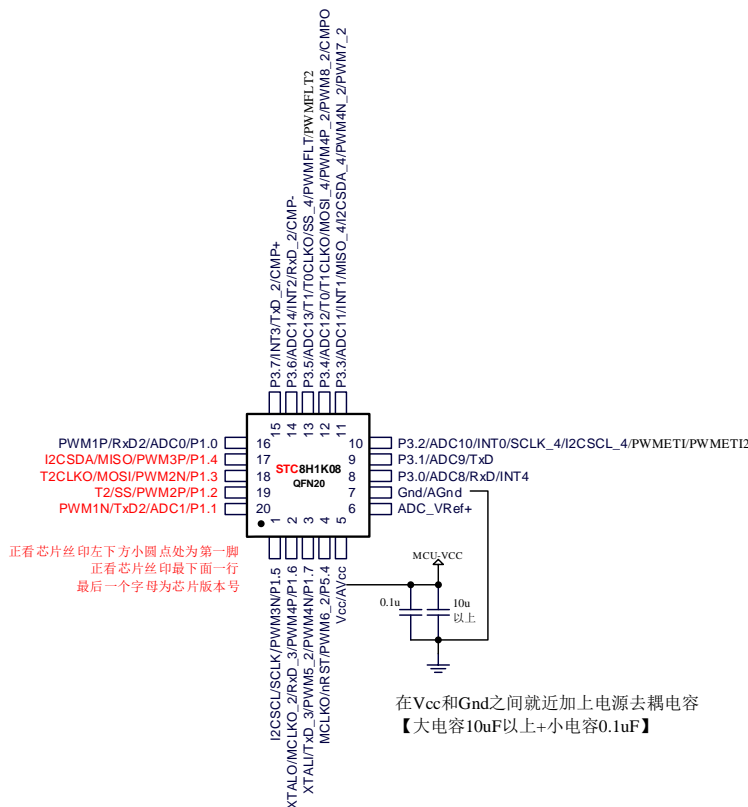 P3.7/INT3/TxD_2/CMP+
P3.6/ADC14/INT2/RxD_2/CMP-
P3.5/ADC13/T1/T0CLKO/SS_4/PWMFLT/PWMFLT2
P3.4/ADC12/T0/T1CLKO/MOSI_4/PWM4P_2/PWM8_2/CMPO
P3.3/ADC11/INT1/MISO_4/I2CSDA_4/PWM4N_2/PWM7_2
15 14 13 12 11
PWM1P/RxD2/ADC0/P1.0 16
I2CSDA/MISO/PWM3P/P1.4 17
T2CLKO/MOSI/PWM2N/P1.3 18
T2/SS/PWM2P/P1.2 19
PWM1N/TxD2/ADC1/P1.1 20
STC8H1K08
QFN20
10 P3.2/ADC10/INT0/SCLK_4/I2CSCL_4/PWMETI/PWMETI2
9 P3.1/ADC9/TxD
8 P3.0/ADC8/RxD/INT4
7 Gnd/AGnd
6 ADC_VRef+
1 2 3 4 5
正看芯片丝印左下方小圆点处为第一脚
正看芯片丝印最下面一行
最后一个字母为芯片版本号
I2CSCL/SCLK/PWM3N/P1.5
XTALO/MCLKO_2/RxD_3/PWM4P/P1.6
XTALI/TxD_3/PWM5_2/PWM4N/P1.7
MCLKO/nRST/PWM6_2/P5.4
Vcc/AVcc
MCU-VCC
0.1u
10u
以上
在Vcc和Gnd之间就近加上电源去耦电容
【大电容10uF以上+小电容0.1uF】